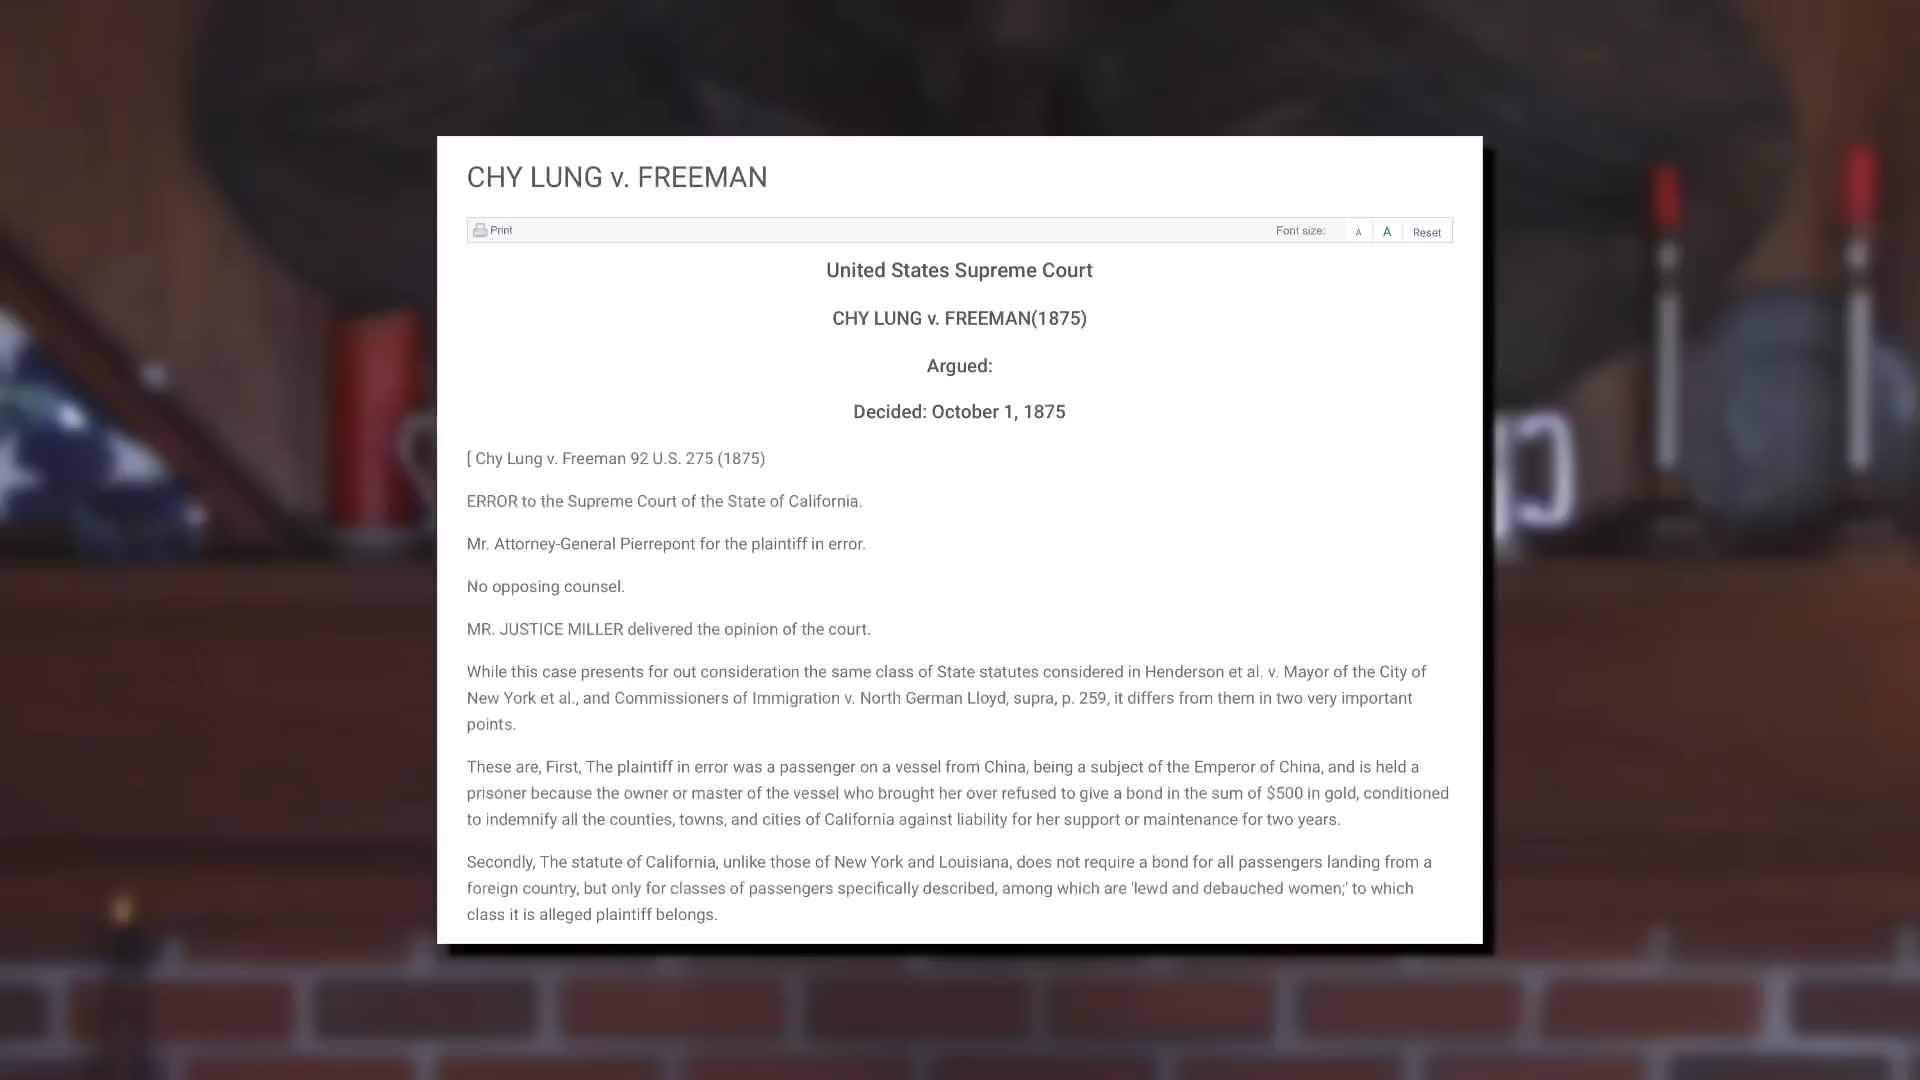 CHY LUNG v. FREEMAN
Print
Font size: A A Reset
United States Supreme Court
CHY LUNG v. FREEMAN(1875)
Argued:
Decided: October 1, 1875
[ Chy Lung v. Freeman 92 U.S. 275 (1875)
ERROR to the Supreme Court of the State of California.
Mr. Attorney-General Pierrepont for the plaintiff in error.
No opposing counsel.
MR. JUSTICE MILLER delivered the opinion of the court.
While this case presents for out consideration the same class of State statutes considered in Henderson et al. v. Mayor of the City of
New York et al., and Commissioners of Immigration v. North German Lloyd, supra, p. 259, it differs from them in two very important
points.
These are, First, The plaintiff in error was a passenger on a vessel from China, being a subject of the Emperor of China, and is held a
prisoner because the owner or master of the vessel who brought her over refused to give a bond in the sum of $500 in gold, conditioned
to indemnify all the counties, towns, and cities of California against liability for her support or maintenance for two years.
Secondly, The statute of California, unlike those of New York and Louisiana, does not require a bond for all passengers landing from a
foreign country, but only for classes of passengers specifically described, among which are 'lewd and debauched women;' to which
class it is alleged plaintiff belongs.